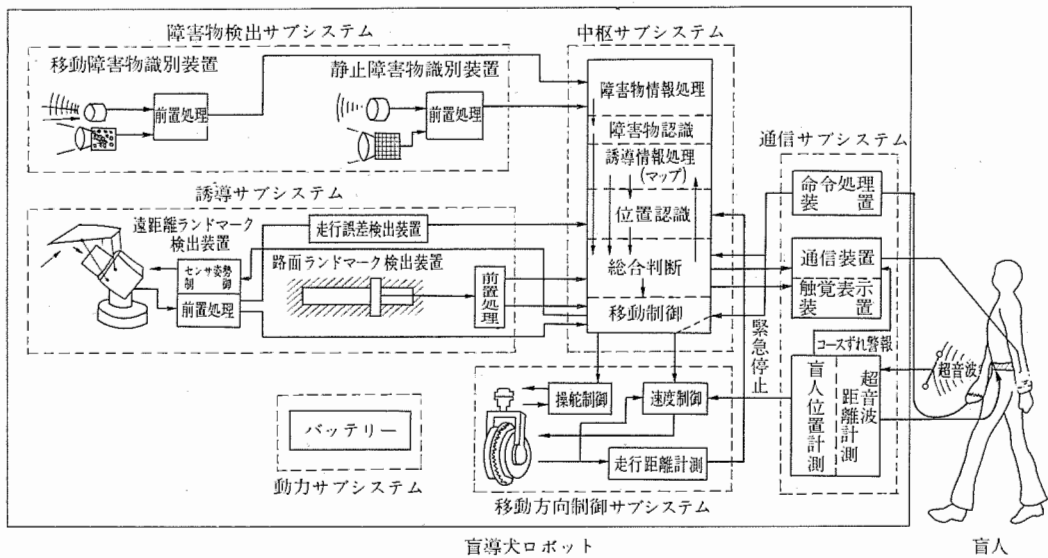 障害物検出サブシステム
移動障害物識別装置
前置処理
静止障害物識別装置
前置処理
中枢サブシステム
障害物情報処理
障害物認識
誘導情報処理
(マップ)
位置認識
総合判断
移動制御
誘導サブシステム
遠距離ランドマーク
検出装置
走行誤差検出装置
センサ姿勢
制御
前置処理
路面ランドマーク検出装置
前置処理
通信サブシステム
命令処理
装置
通信装置
触覚表示
装置
緊急停止
コースずれ警報
盲人位置計測
超音波
距離計測
超音波
操舵制御
速度制御
走行距離計測
移動方向制御サブシステム
バッテリー
動力サブシステム
盲導犬ロボット
盲人